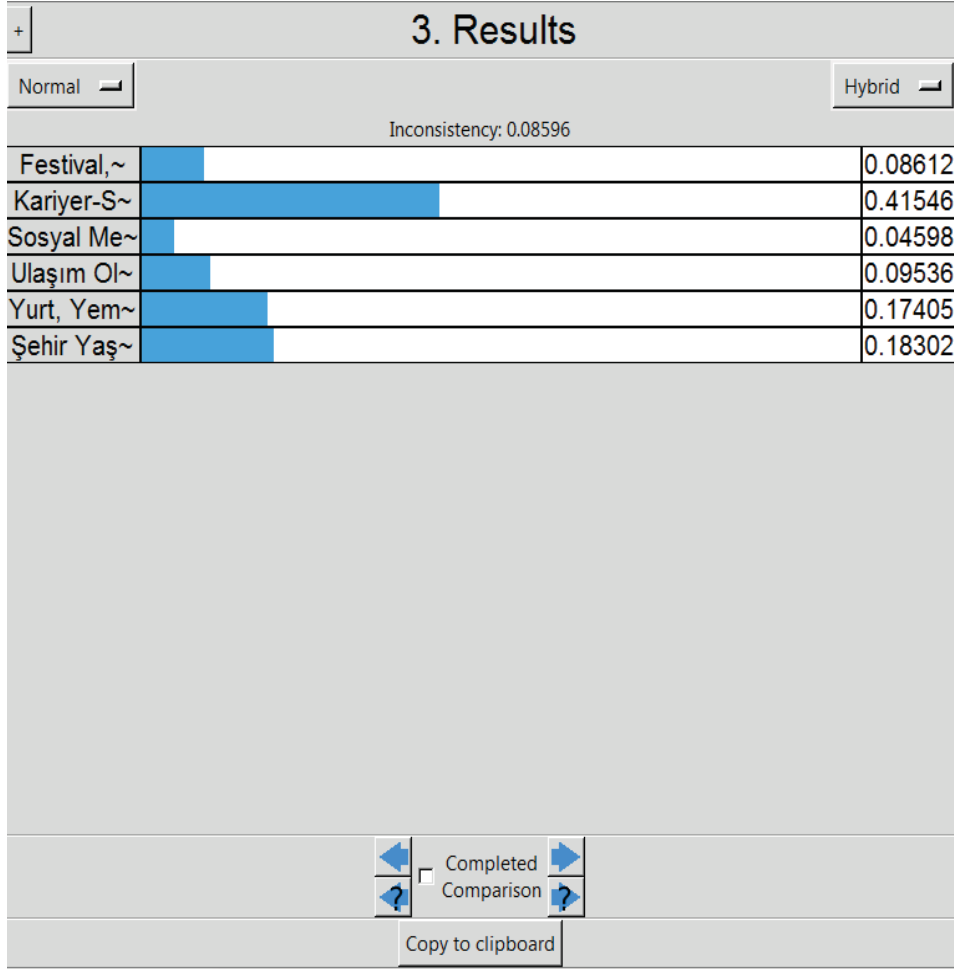 +
3. Results
Normal
Hybrid
Inconsistency: 0.08596
Festival,~ 0.08612
Kariyer-S~ 0.41546
Sosyal Me~ 0.04598
Ulaşım Ol~ 0.09536
Yurt, Yem~ 0.17405
Şehir Yaş~ 0.18302
Completed
Comparison
?
?
Copy to clipboard